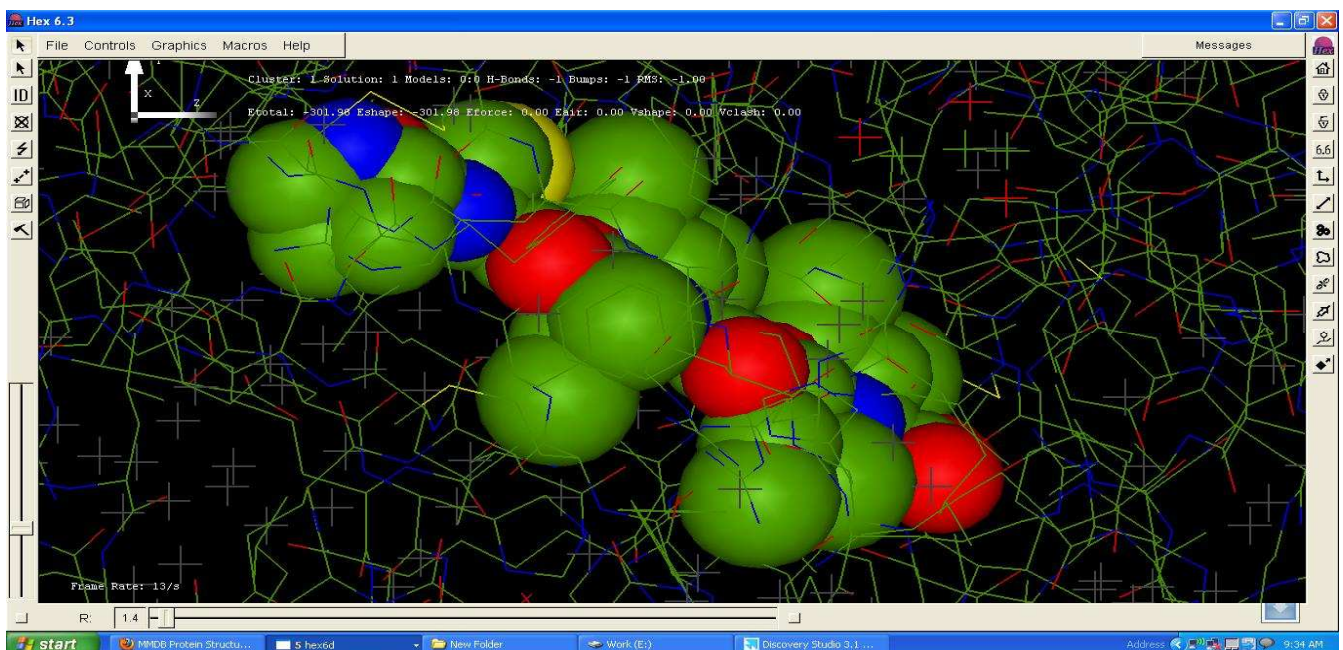 Hex 6.3
File Controls Graphics Macros Help Messages
Cluster: 1 Solution: 1 Models: 0:0 H-Bonds: -1 Bumps: -1 RMS: -1.00
X
Z
Etotal: -301.98 Eshape: -301.98 Eforce: 0.00 Eair: 0.00 Vshape: 0.00 Vclash: 0.00
ID
6.6
Hex
Frame Rate: 13/s
R: 1.4
start MMDB Protein Structu... hex6d New Folder Work (E:) Discovery Studio 3.1 ... Address 9:34 AM